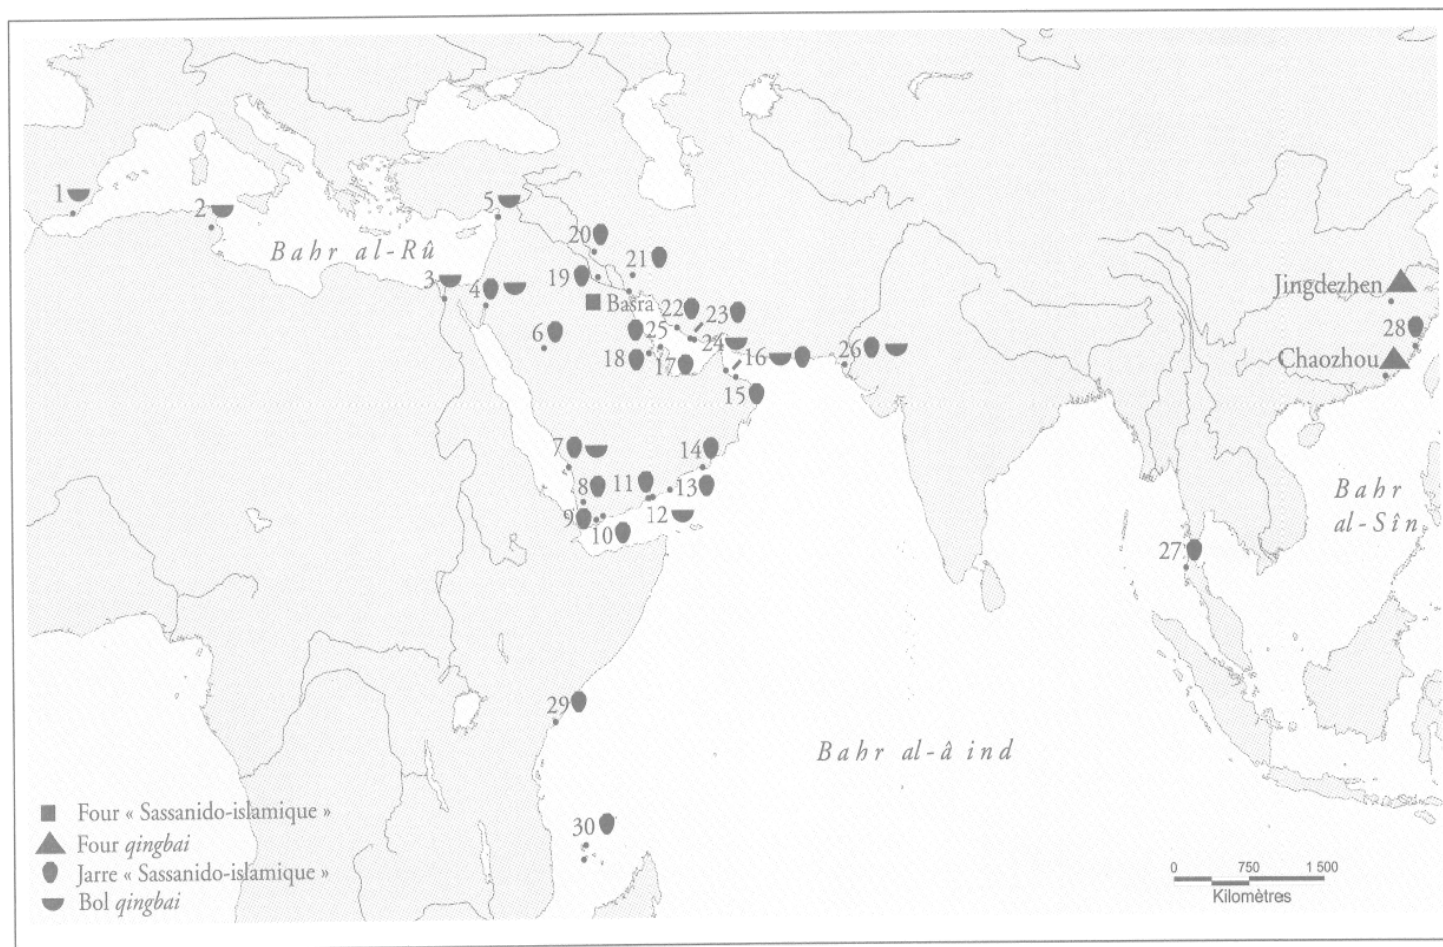 1
2
5
Bahr al-Rû
20
21
3
4
19
Basra
Jingdezhen
22
23
28
6
25
24
16
26
Chaozhou
18
17
15
7
14
8
11
13
Bahr
al-Sîn
9
12
10
27
29
Bahr al-â ind
30
Four « Sassanido-islamique »
Four qingbai
Jarre « Sassanido-islamique »
Bol qingbai
0 750 1 500
Kilomètres